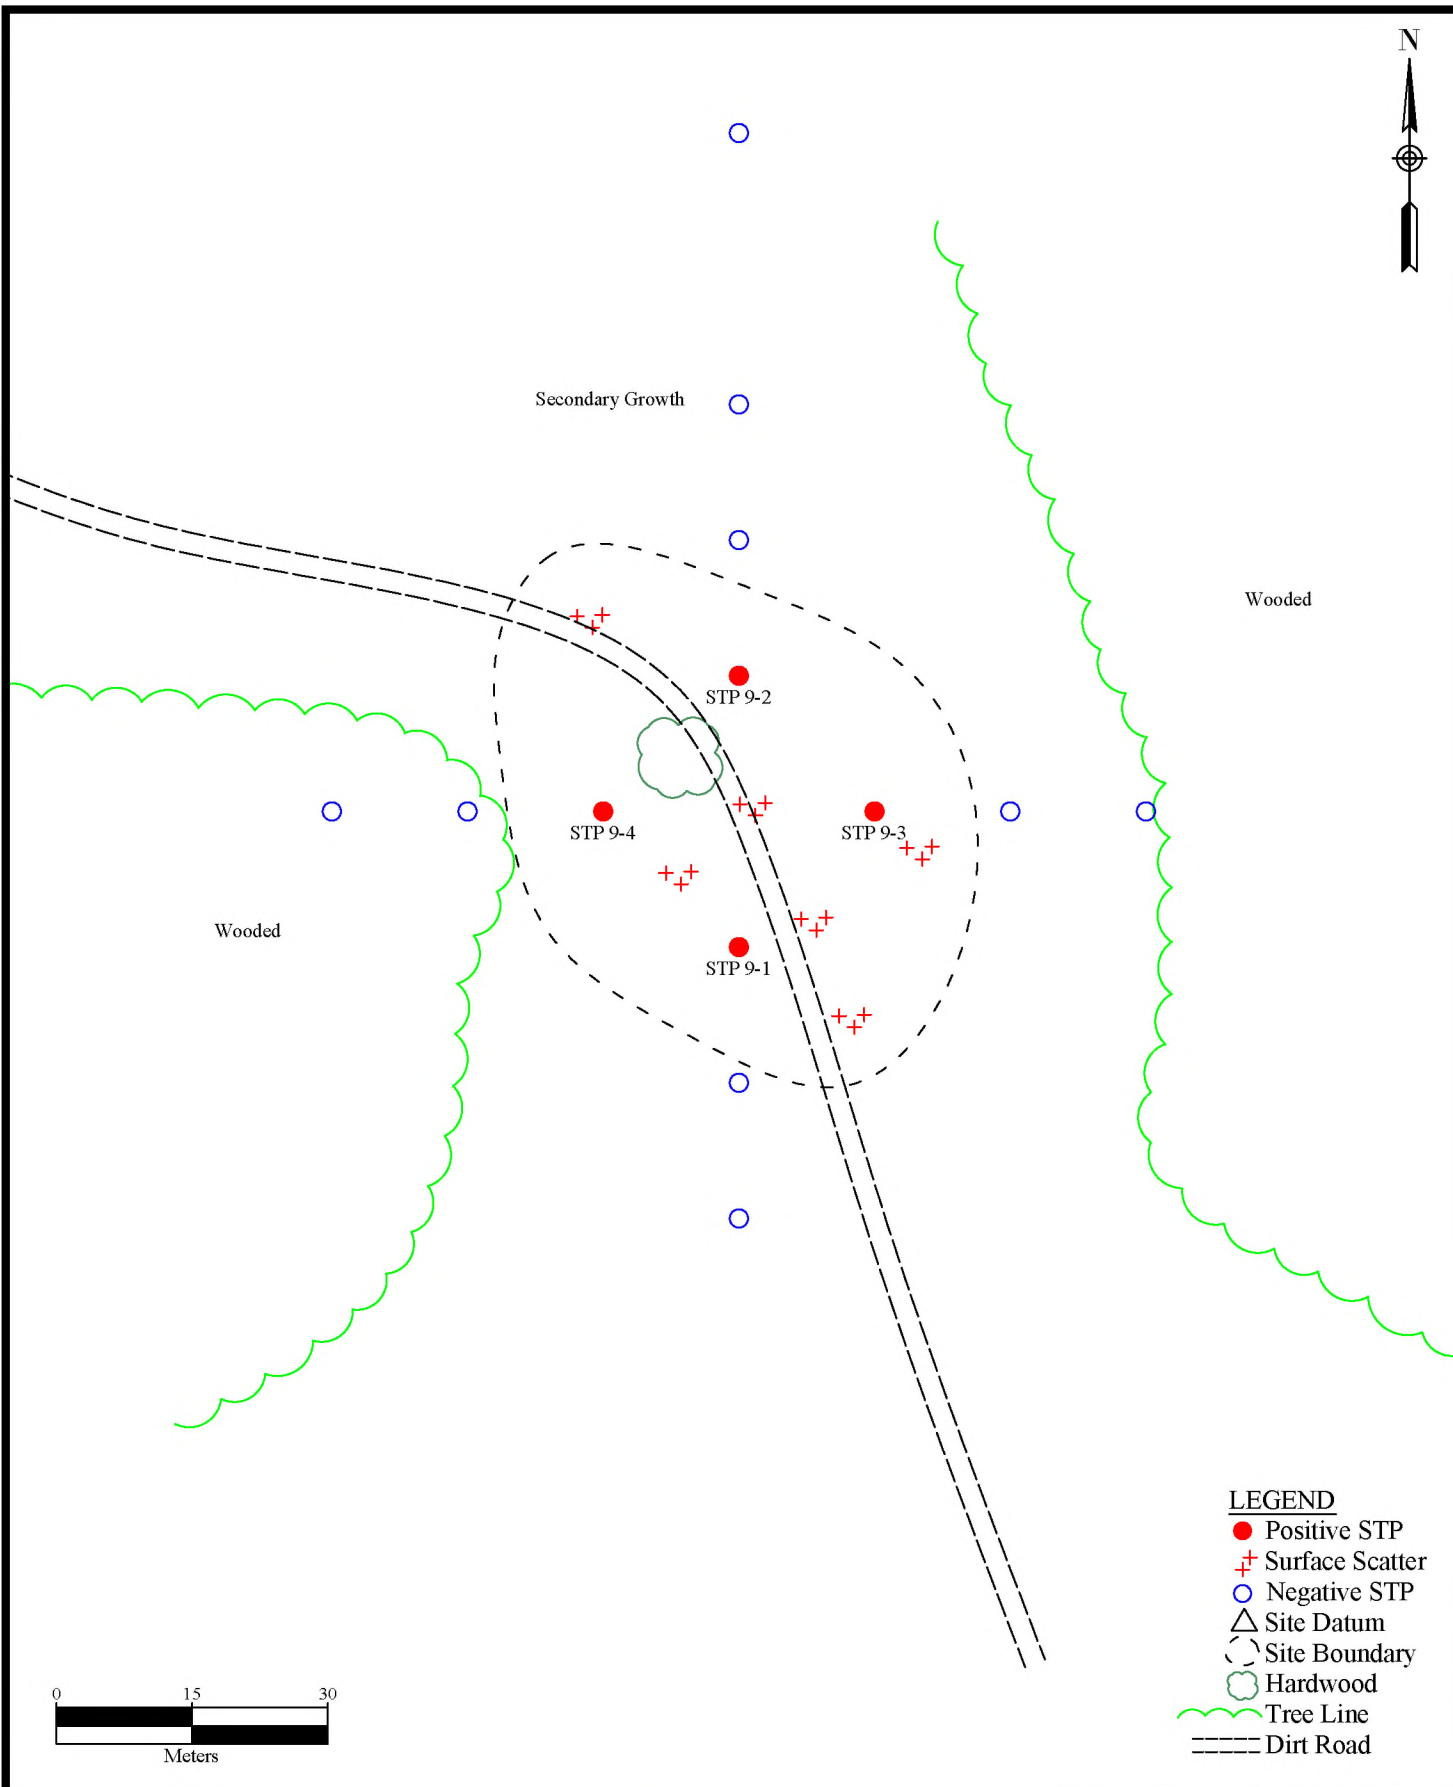 N
Secondary Growth
Wooded
STP 9-2
STP 9-4
STP 9-3
Wooded
STP 9-1
LEGEND
Positive STP
Surface Scatter
Negative STP
Site Datum
Site Boundary
Hardwood
Tree Line
Dirt Road
0 15 30
Meters